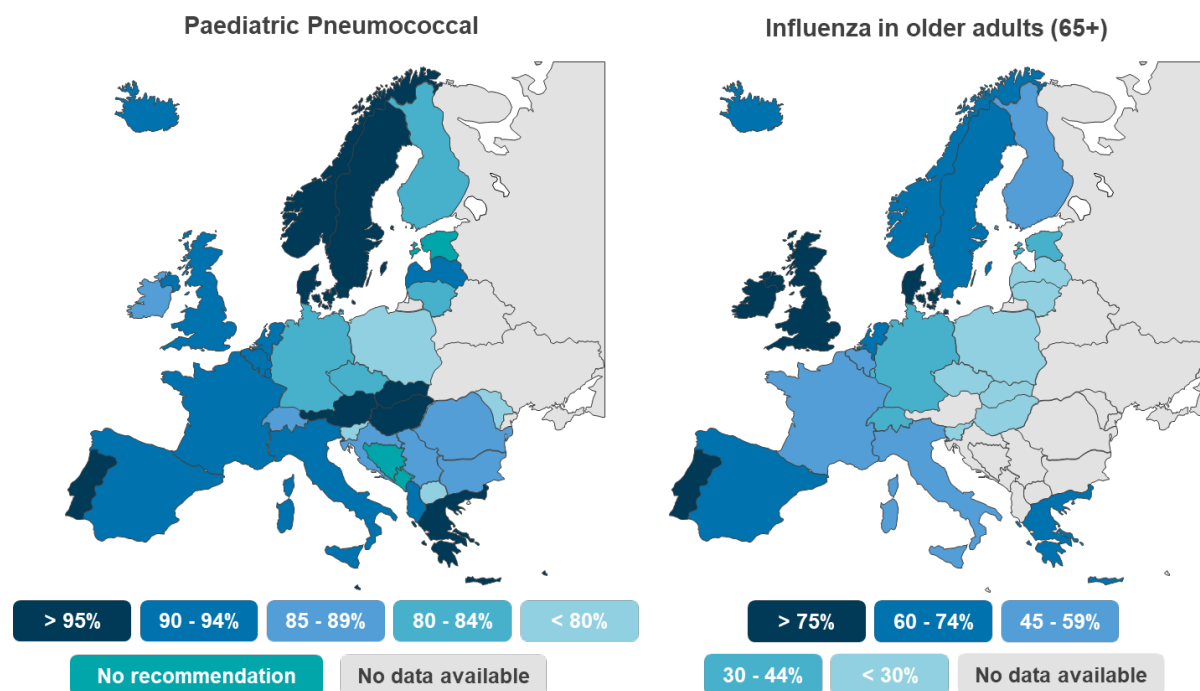 Paediatric Pneumococcal
Influenza in older adults (65+)
> 95%
90 - 94%
85 - 89%
80 - 84%
< 80%
No recommendation
No data available
> 75%
60 - 74%
45 - 59%
30 - 44%
< 30%
No data available